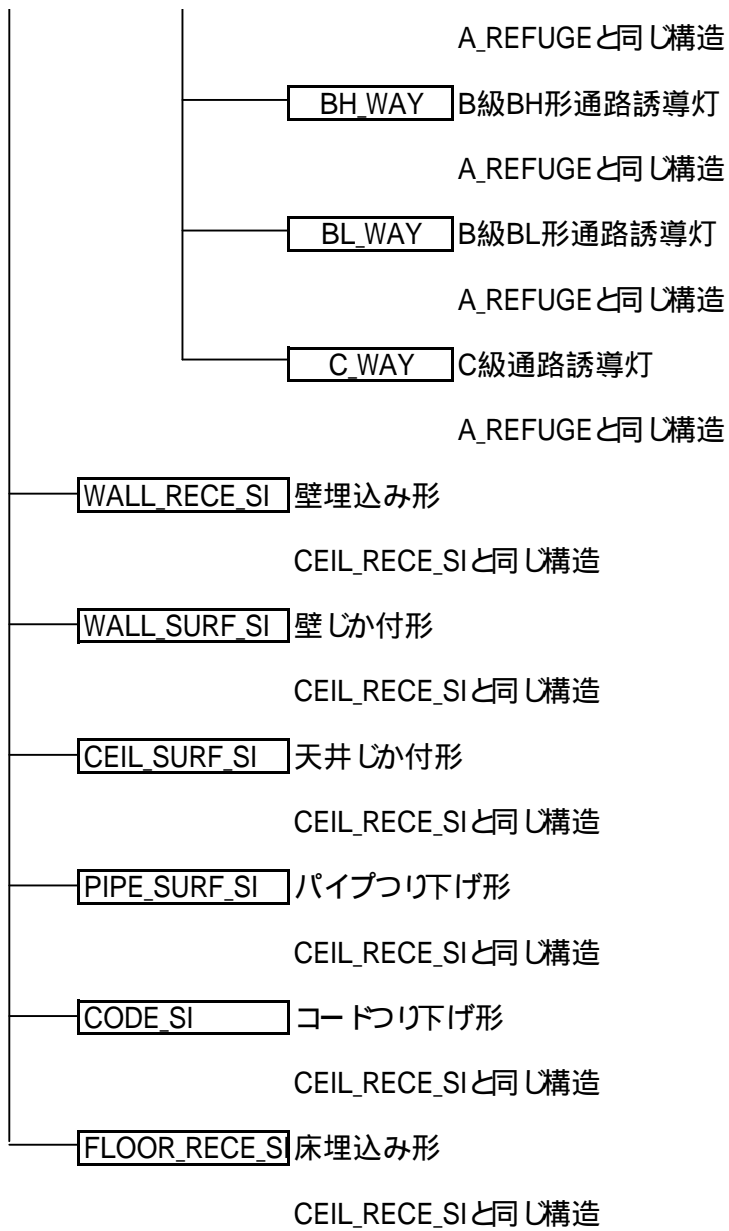 A_REFUGEと同じ構造
BH_WAY B級BH形通路誘導灯
A_REFUGEと同じ構造
BL_WAY B級BL形通路誘導灯
A_REFUGEと同じ構造
C_WAY C級通路誘導灯
A_REFUGEと同じ構造
WALL_RECE_SI 壁埋込み形
CEIL_RECE_SIと同じ構造
WALL_SURF_SI 壁じか付形
CEIL_RECE_SIと同じ構造
CEIL_SURF_SI 天井じか付形
CEIL_RECE_SIと同じ構造
PIPE_SURF_SI パイプつり下げ形
CEIL_RECE_SIと同じ構造
CODE_SI コードつり下げ形
CEIL_RECE_SIと同じ構造
FLOOR_RECE_SI 床埋込み形
CEIL_RECE_SIと同じ構造